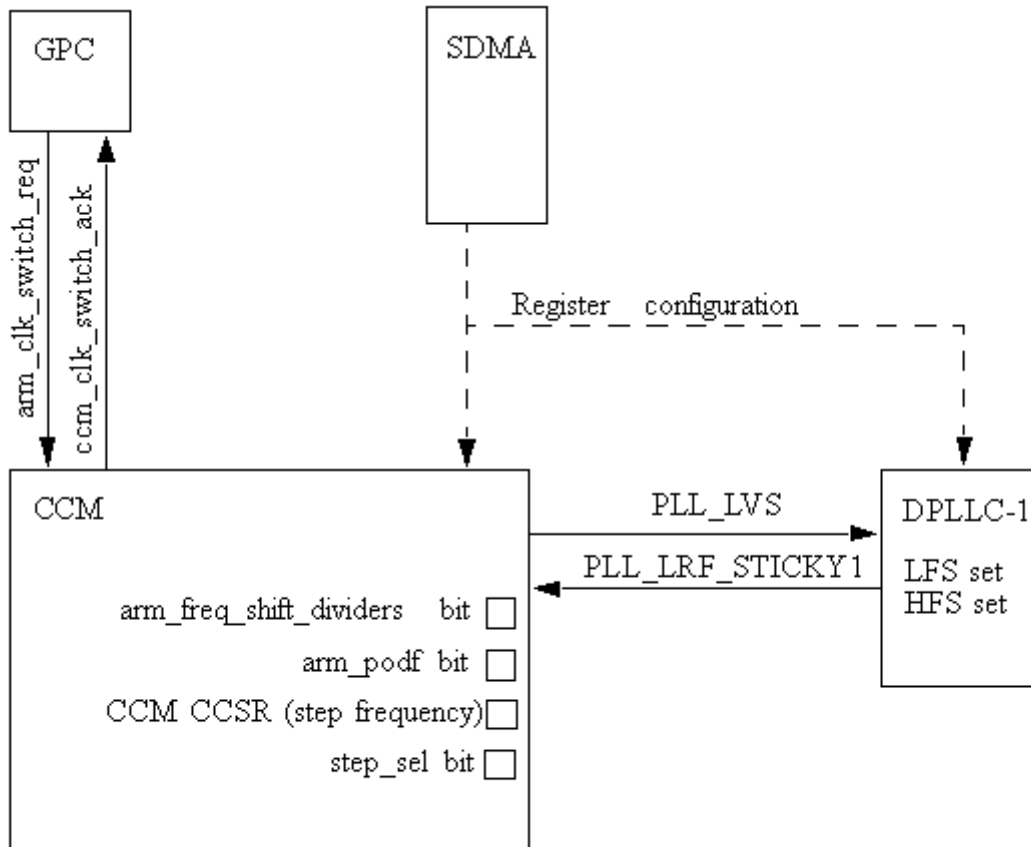 GPC
SDMA
arm_clk_switch_req
ccm_clk_switch_ack
Register configuration
CCM
PLL_LVS
DPLLC-1
PLL_LRF_STICKY1
LFS set
HFS set
arm_freq_shift_dividers bit
arm_podf bit
CCM CCSR (step frequency)
step_sel bit